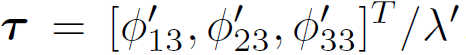 τ = [ϕ′₁₃, ϕ′₂₃, ϕ′₃₃]ᵀ/λ′